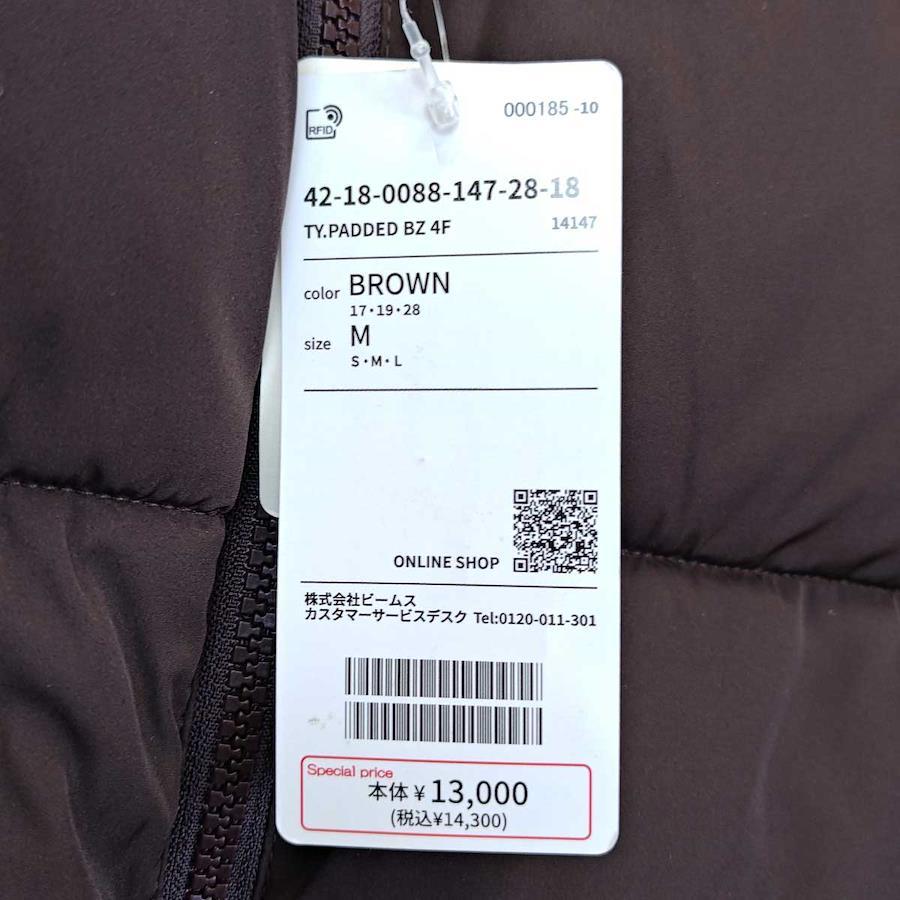 RFID
000185 -10
42-18-0088-147-28-18
TY.PADDED BZ 4F 14147
color BROWN
17・19・28
size M
S・M・L
ONLINE SHOP
株式会社ビームス
カスタマーサービスデスク Tel:0120-011-301
Special price
本体¥13,000
(税込¥14,300)